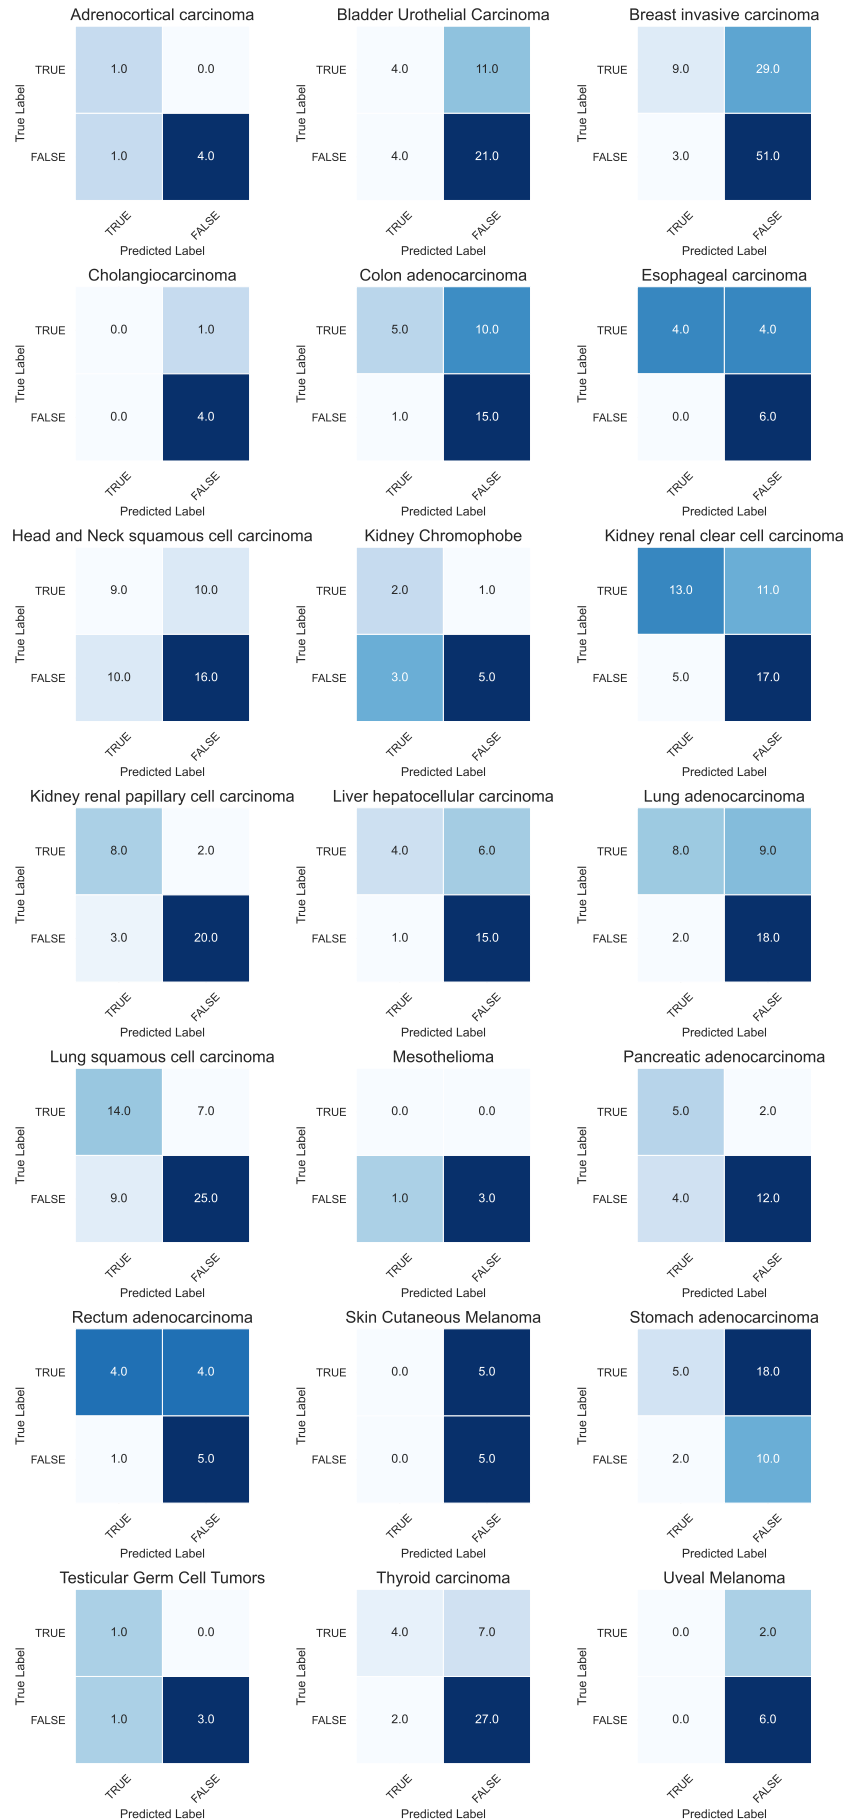 Adrenocortical carcinoma
TRUE 1.0 0.0
FALSE 1.0 4.0
True Label
TRUE FALSE
Predicted Label
Bladder Urothelial Carcinoma
TRUE 4.0 11.0
FALSE 4.0 21.0
True Label
TRUE FALSE
Predicted Label
Breast invasive carcinoma
TRUE 9.0 29.0
FALSE 3.0 51.0
True Label
TRUE FALSE
Predicted Label
Cholangiocarcinoma
TRUE 0.0 1.0
FALSE 0.0 4.0
True Label
TRUE FALSE
Predicted Label
Colon adenocarcinoma
TRUE 5.0 10.0
FALSE 1.0 15.0
True Label
TRUE FALSE
Predicted Label
Esophageal carcinoma
TRUE 4.0 4.0
FALSE 0.0 6.0
True Label
TRUE FALSE
Predicted Label
Head and Neck squamous cell carcinoma
TRUE 9.0 10.0
FALSE 10.0 16.0
True Label
TRUE FALSE
Predicted Label
Kidney Chromophobe
TRUE 2.0 1.0
FALSE 3.0 5.0
True Label
TRUE FALSE
Predicted Label
Kidney renal clear cell carcinoma
TRUE 13.0 11.0
FALSE 5.0 17.0
True Label
TRUE FALSE
Predicted Label
Kidney renal papillary cell carcinoma
TRUE 8.0 2.0
FALSE 3.0 20.0
True Label
TRUE FALSE
Predicted Label
Liver hepatocellular carcinoma
TRUE 4.0 6.0
FALSE 1.0 15.0
True Label
TRUE FALSE
Predicted Label
Lung adenocarcinoma
TRUE 8.0 9.0
FALSE 2.0 18.0
True Label
TRUE FALSE
Predicted Label
Lung squamous cell carcinoma
TRUE 14.0 7.0
FALSE 9.0 25.0
True Label
TRUE FALSE
Predicted Label
Mesothelioma
TRUE 0.0 0.0
FALSE 1.0 3.0
True Label
TRUE FALSE
Predicted Label
Pancreatic adenocarcinoma
TRUE 5.0 2.0
FALSE 4.0 12.0
True Label
TRUE FALSE
Predicted Label
Rectum adenocarcinoma
TRUE 4.0 4.0
FALSE 1.0 5.0
True Label
TRUE FALSE
Predicted Label
Skin Cutaneous Melanoma
TRUE 0.0 5.0
FALSE 0.0 5.0
True Label
TRUE FALSE
Predicted Label
Stomach adenocarcinoma
TRUE 5.0 18.0
FALSE 2.0 10.0
True Label
TRUE FALSE
Predicted Label
Testicular Germ Cell Tumors
TRUE 1.0 0.0
FALSE 1.0 3.0
True Label
TRUE FALSE
Predicted Label
Thyroid carcinoma
TRUE 4.0 7.0
FALSE 2.0 27.0
True Label
TRUE FALSE
Predicted Label
Uveal Melanoma
TRUE 0.0 2.0
FALSE 0.0 6.0
True Label
TRUE FALSE
Predicted Label